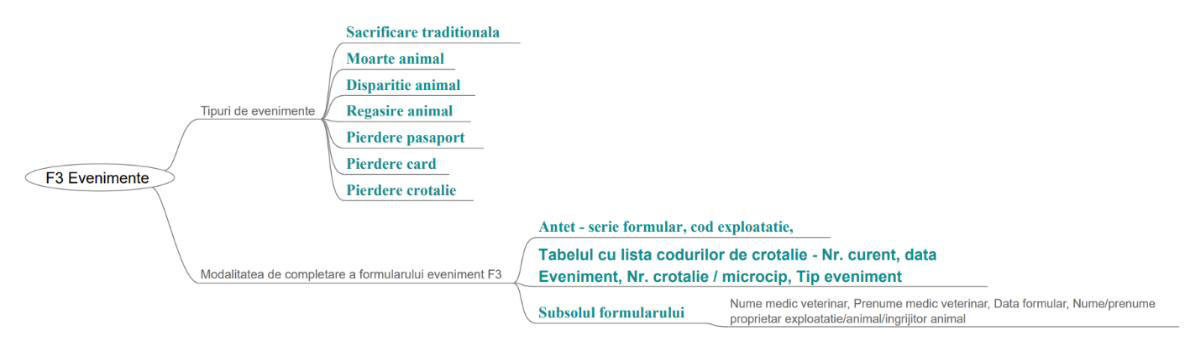 F3 Evenimente
Tipuri de evenimente
Sacrificare traditionala
Moarte animal
Disparitie animal
Regasire animal
Pierdere pasaport
Pierdere card
Pierdere crotalie
Modalitatea de completare a formularului eveniment F3
Antet - serie formular, cod exploatatie,
Tabelul cu lista codurilor de crotalie - Nr. curent, data
Eveniment, Nr. crotalie / microcip, Tip eveniment
Subsolul formularului
Nume medic veterinar, Prenume medic veterinar, Data formular, Nume/prenume
proprietar exploatatie/animal/ingrijitor animal